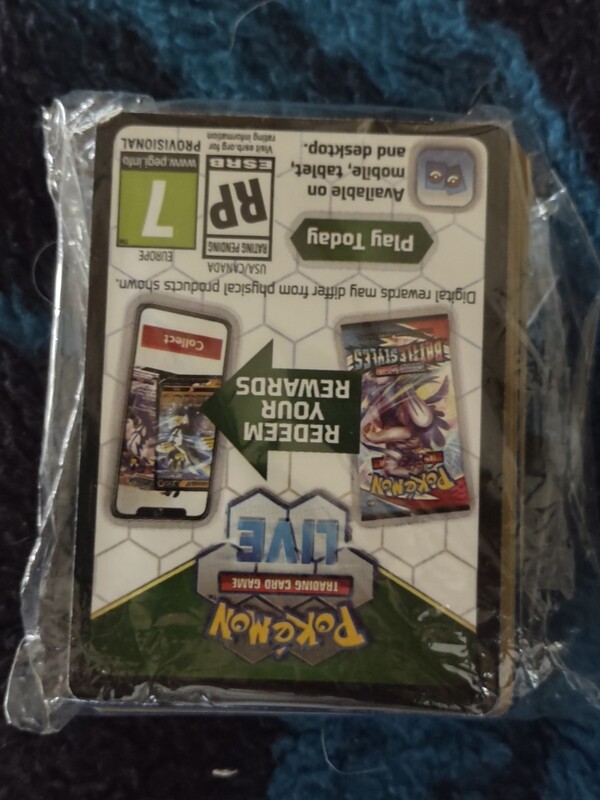 POKéMON
TRADING CARD GAME
LIVE
POKéMON
BATTLE STYLES
REDEEM
YOUR
REWARDS
Collect
Digital rewards may differ from physical products shown.
Play Today
Available on
mobile, tablet,
and desktop.
USA/CANADA
RATING PENDING
RP
ESRB
Visit esrb.org for
rating information
EUROPE
7
www.pegi.info
PROVISIONAL